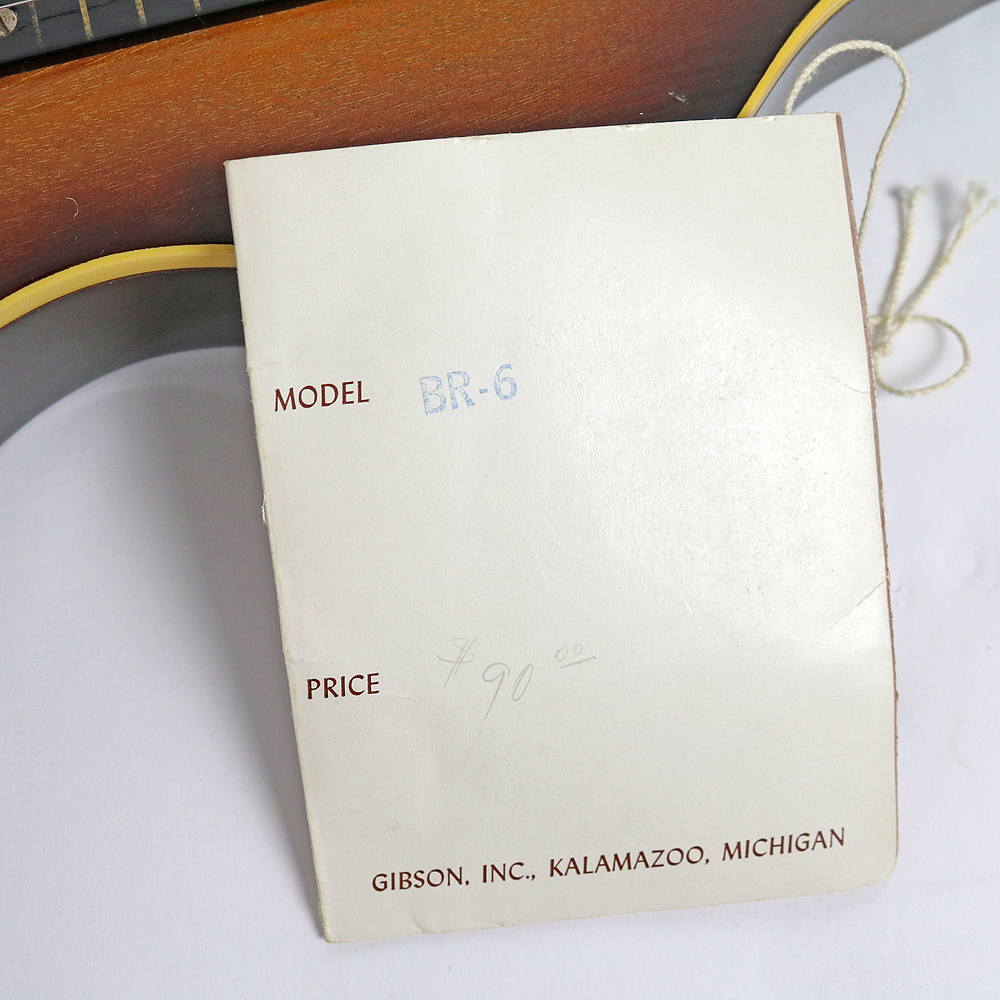 MODEL BR-6
PRICE $90.00
GIBSON, INC., KALAMAZOO, MICHIGAN